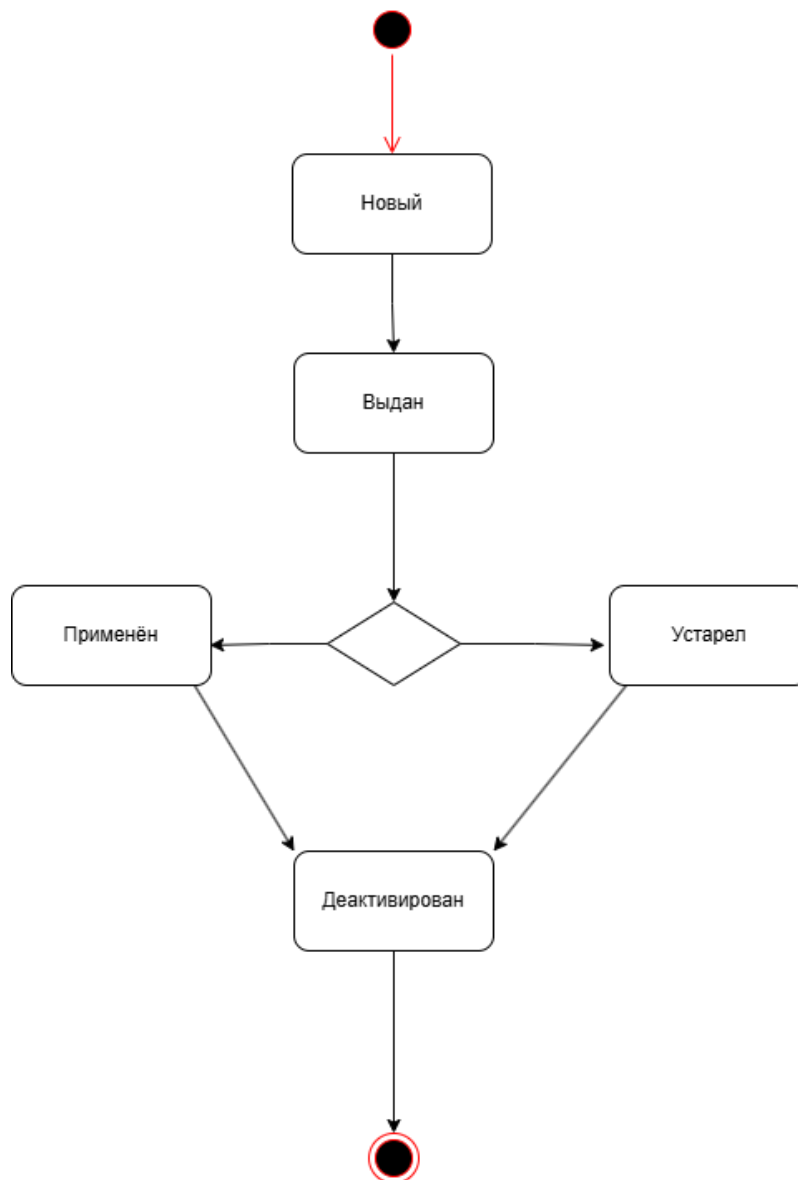 Новый
Выдан
Применён
Устарел
Деактивирован